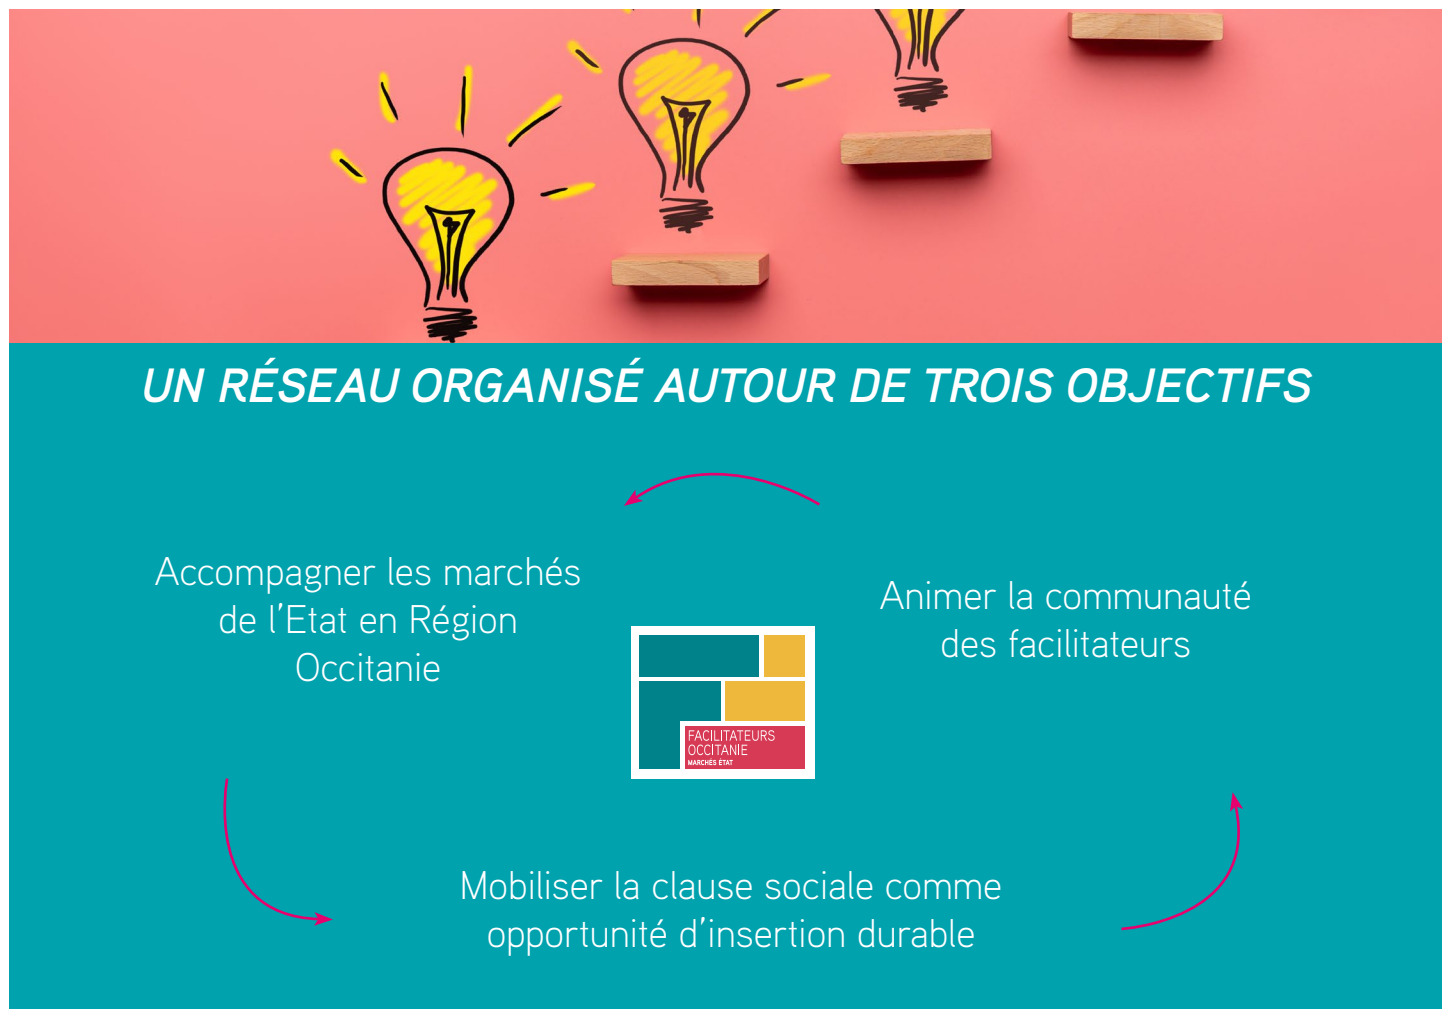 UN RÉSEAU ORGANISÉ AUTOUR DE TROIS OBJECTIFS
Accompagner les marchés
de l'Etat en Région
Occitanie
Animer la communauté
des facilitateurs
FACILITATEURS
OCCITANIE
MARCHÉS ÉTAT
Mobiliser la clause sociale comme
opportunité d'insertion durable